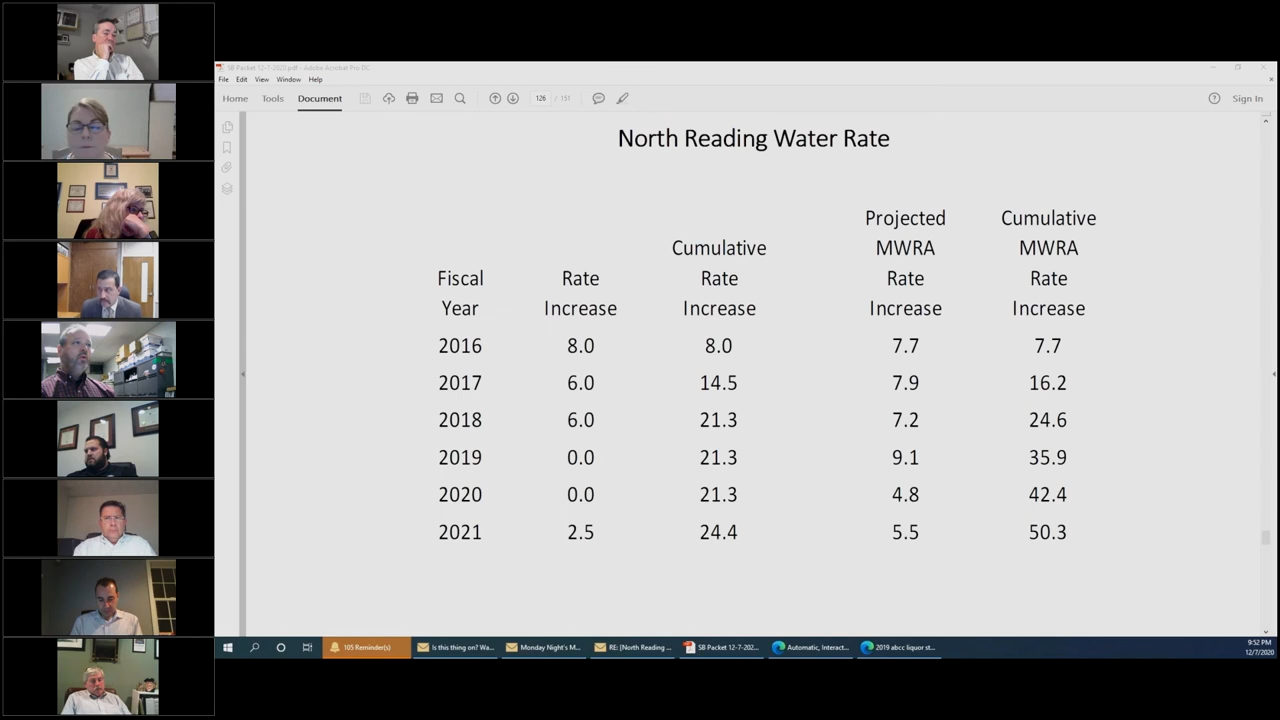 SB Packet 12-7-2020.pdf - Adobe Acrobat Pro DC
File Edit View Window Help
Home Tools Document 126 / 151 Sign In
North Reading Water Rate
Projected Cumulative
Cumulative MWRA MWRA
Fiscal Rate Rate Rate Rate
Year Increase Increase Increase Increase
2016 8.0 8.0 7.7 7.7
2017 6.0 14.5 7.9 16.2
2018 6.0 21.3 7.2 24.6
2019 0.0 21.3 9.1 35.9
2020 0.0 21.3 4.8 42.4
2021 2.5 24.4 5.5 50.3
105 Reminder(s) Is this thing on? Wa... Monday Night's M... RE: [North Reading ... SB Packet 12-7-202... Automatic, Interact... 2019 abcc liquor st... 9:52 PM
12/7/2020